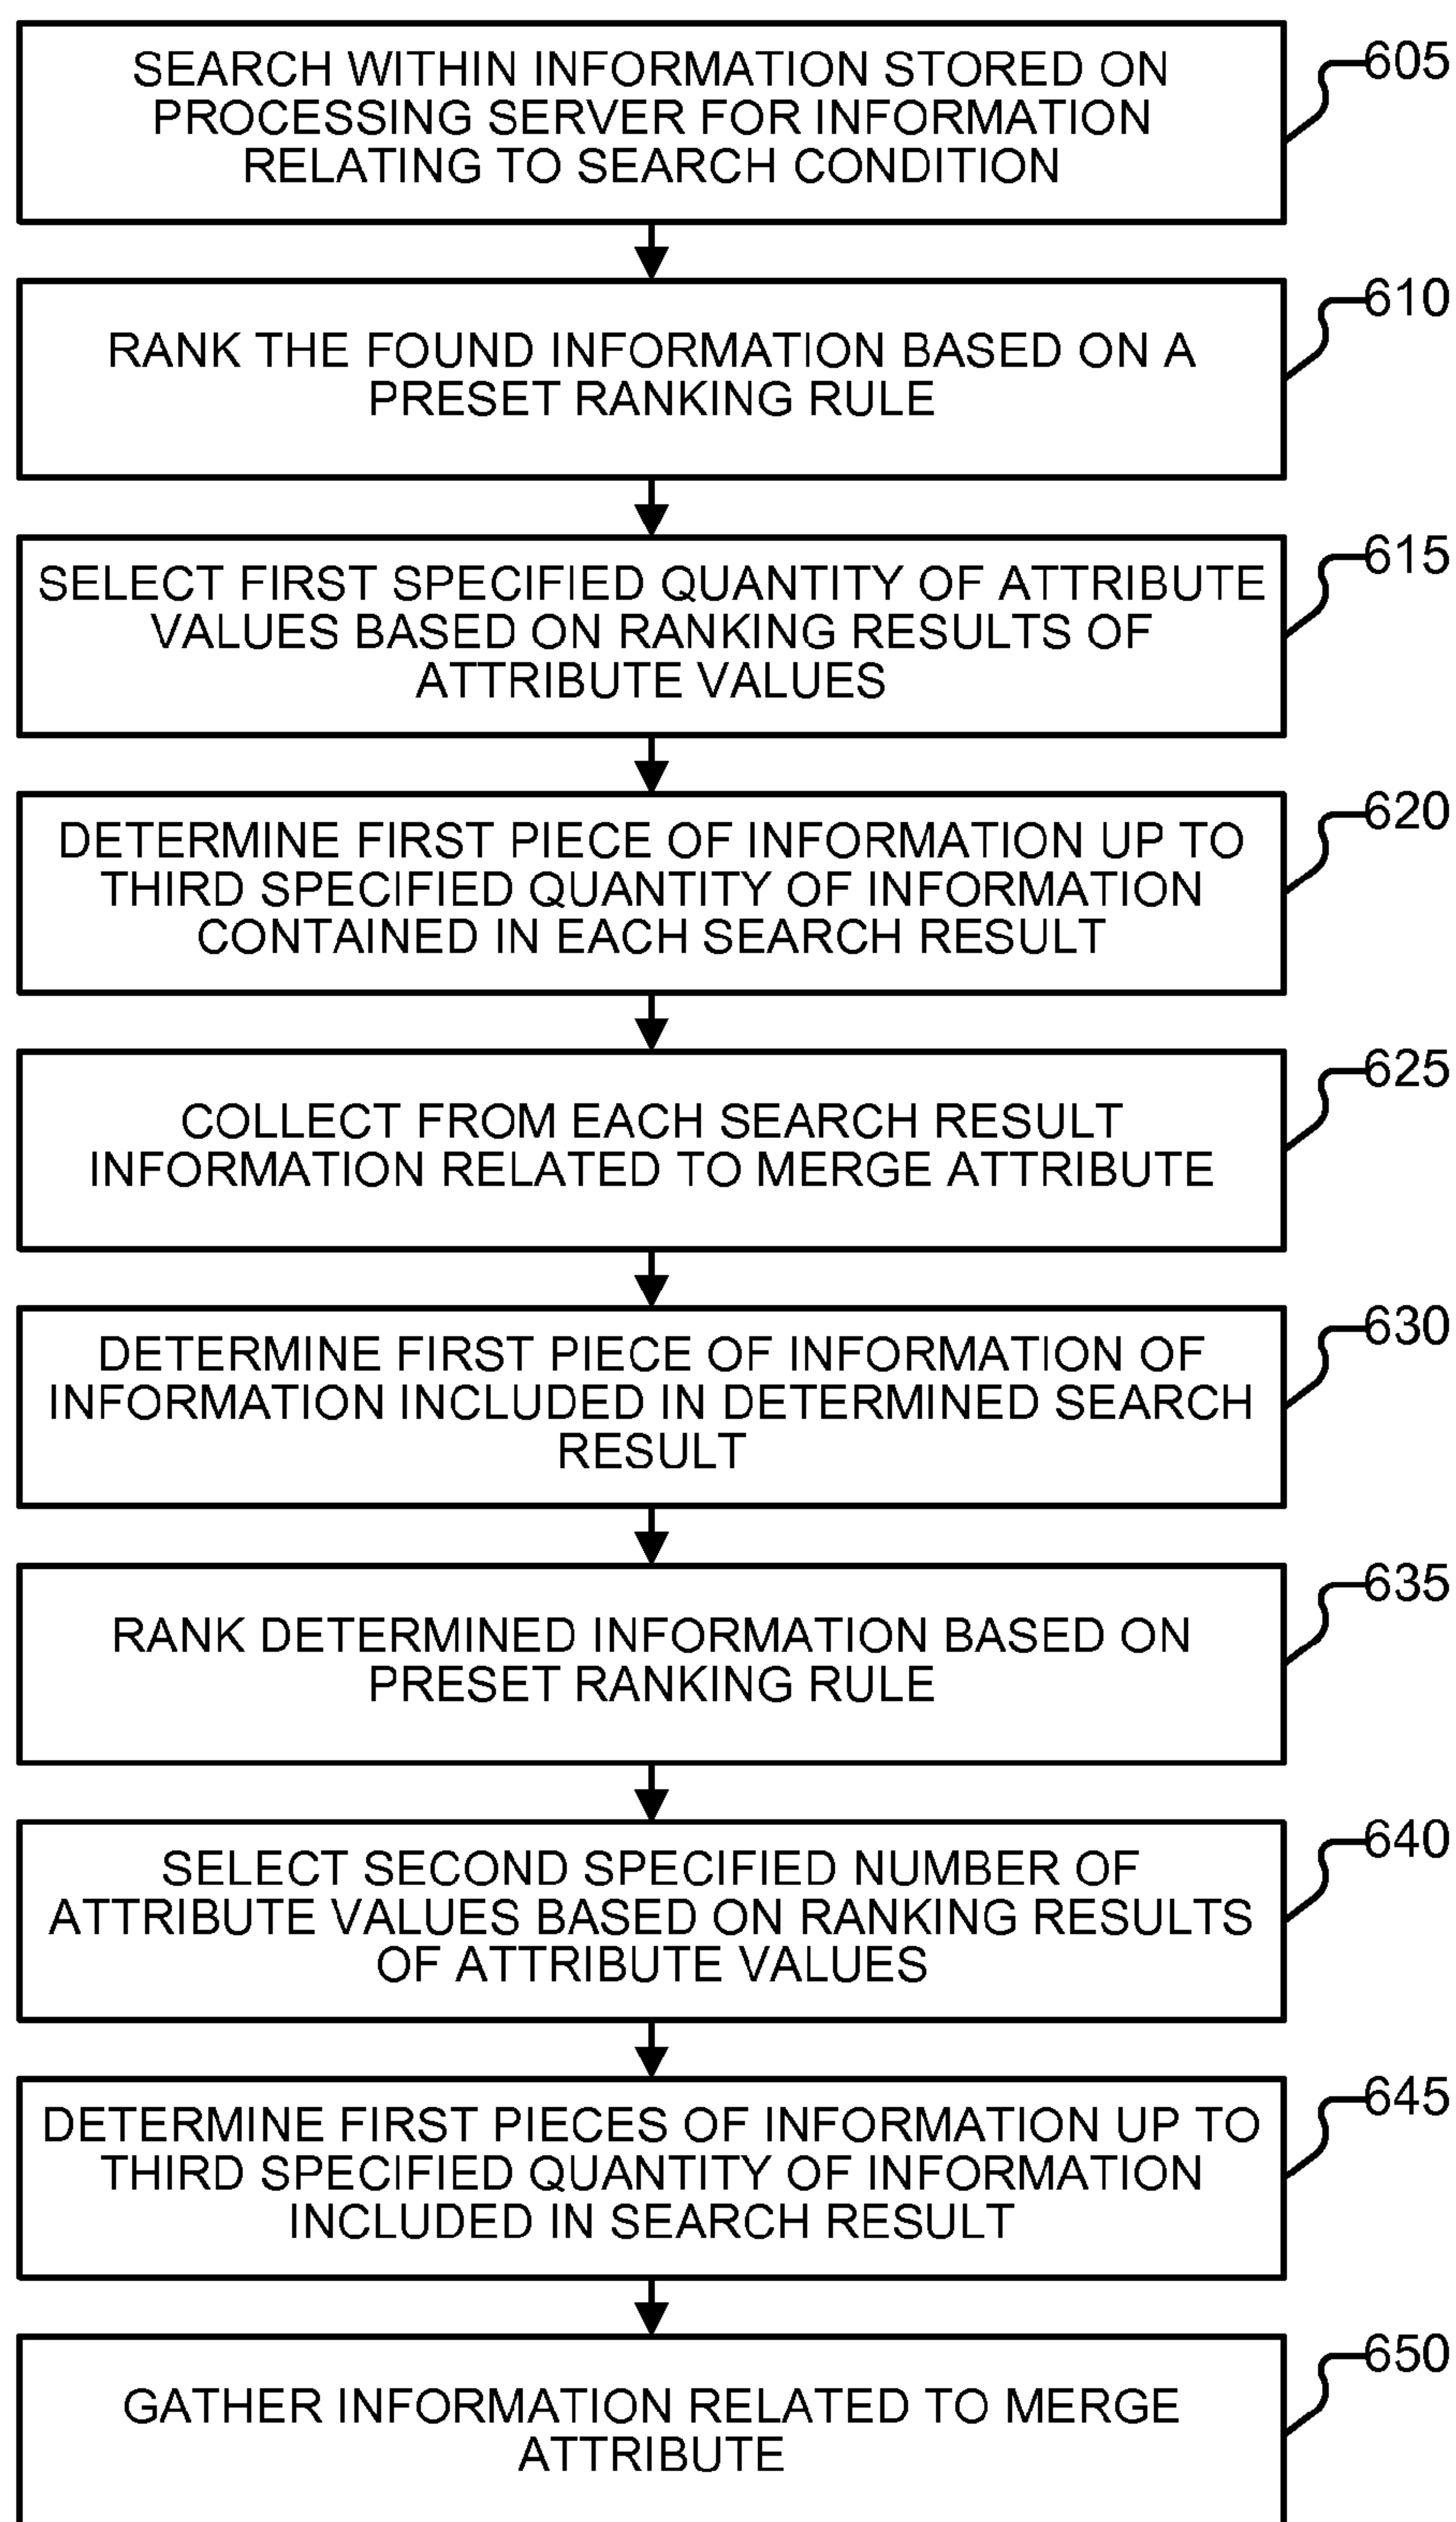 SEARCH WITHIN INFORMATION STORED ON
PROCESSING SERVER FOR INFORMATION
RELATING TO SEARCH CONDITION
605
RANK THE FOUND INFORMATION BASED ON A
PRESET RANKING RULE
610
SELECT FIRST SPECIFIED QUANTITY OF ATTRIBUTE
VALUES BASED ON RANKING RESULTS OF
ATTRIBUTE VALUES
615
DETERMINE FIRST PIECE OF INFORMATION UP TO
THIRD SPECIFIED QUANTITY OF INFORMATION
CONTAINED IN EACH SEARCH RESULT
620
COLLECT FROM EACH SEARCH RESULT
INFORMATION RELATED TO MERGE ATTRIBUTE
625
DETERMINE FIRST PIECE OF INFORMATION OF
INFORMATION INCLUDED IN DETERMINED SEARCH
RESULT
630
RANK DETERMINED INFORMATION BASED ON
PRESET RANKING RULE
635
SELECT SECOND SPECIFIED NUMBER OF
ATTRIBUTE VALUES BASED ON RANKING RESULTS
OF ATTRIBUTE VALUES
640
DETERMINE FIRST PIECES OF INFORMATION UP TO
THIRD SPECIFIED QUANTITY OF INFORMATION
INCLUDED IN SEARCH RESULT
645
GATHER INFORMATION RELATED TO MERGE
ATTRIBUTE
650